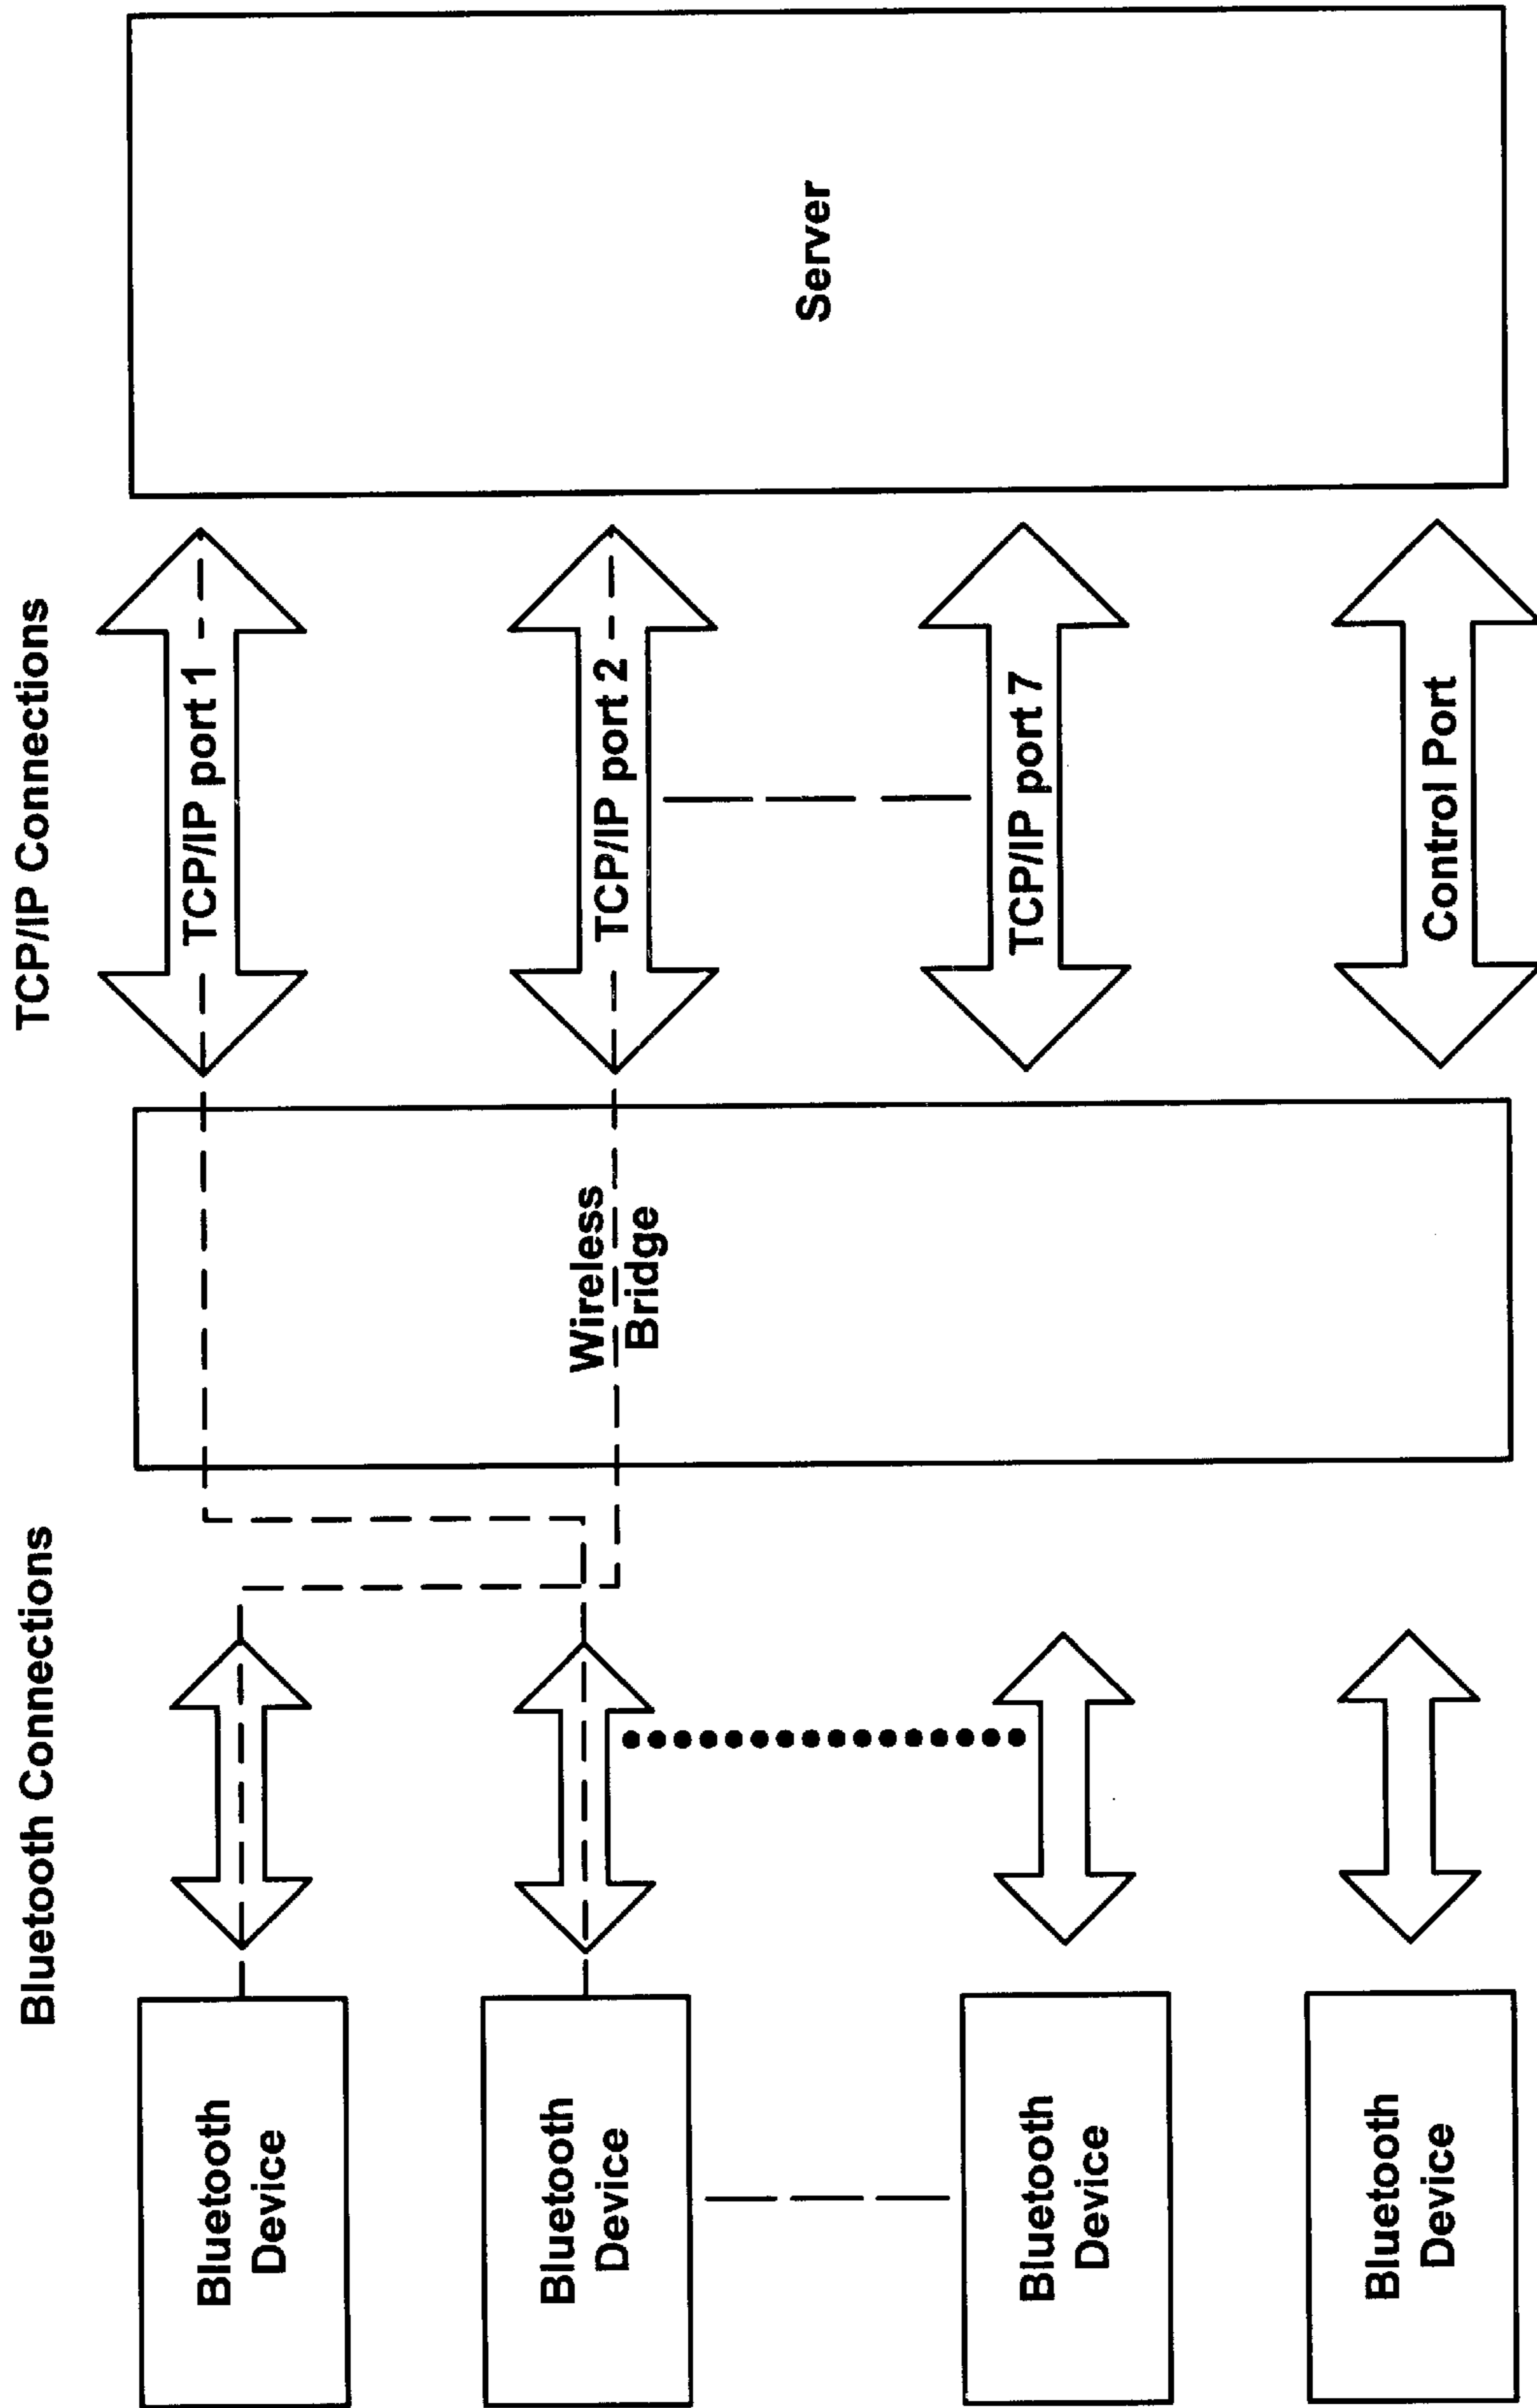 Bluetooth Connections
TCP/IP Connections
Bluetooth
Device
TCP/IP port 1
Bluetooth
Device
Wireless
Bridge
TCP/IP port 2
Server
Bluetooth
Device
TCP/IP port 7
Bluetooth
Device
Control Port